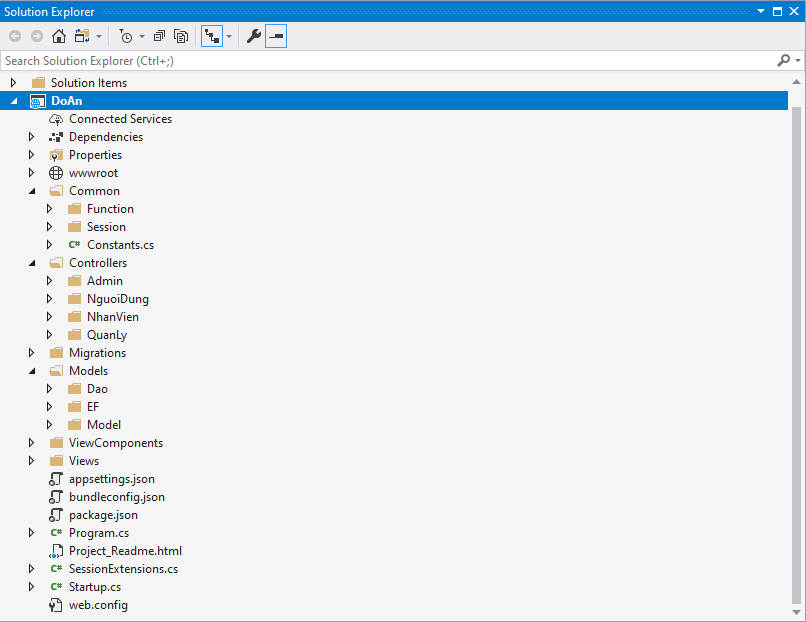 Solution Explorer
Search Solution Explorer (Ctrl+;)
Solution Items
DoAn
Connected Services
Dependencies
Properties
wwwroot
Common
Function
Session
C# Constants.cs
Controllers
Admin
NguoiDung
NhanVien
QuanLy
Migrations
Models
Dao
EF
Model
ViewComponents
Views
appsettings.json
bundleconfig.json
package.json
C# Program.cs
Project_Readme.html
C# SessionExtensions.cs
C# Startup.cs
web.config